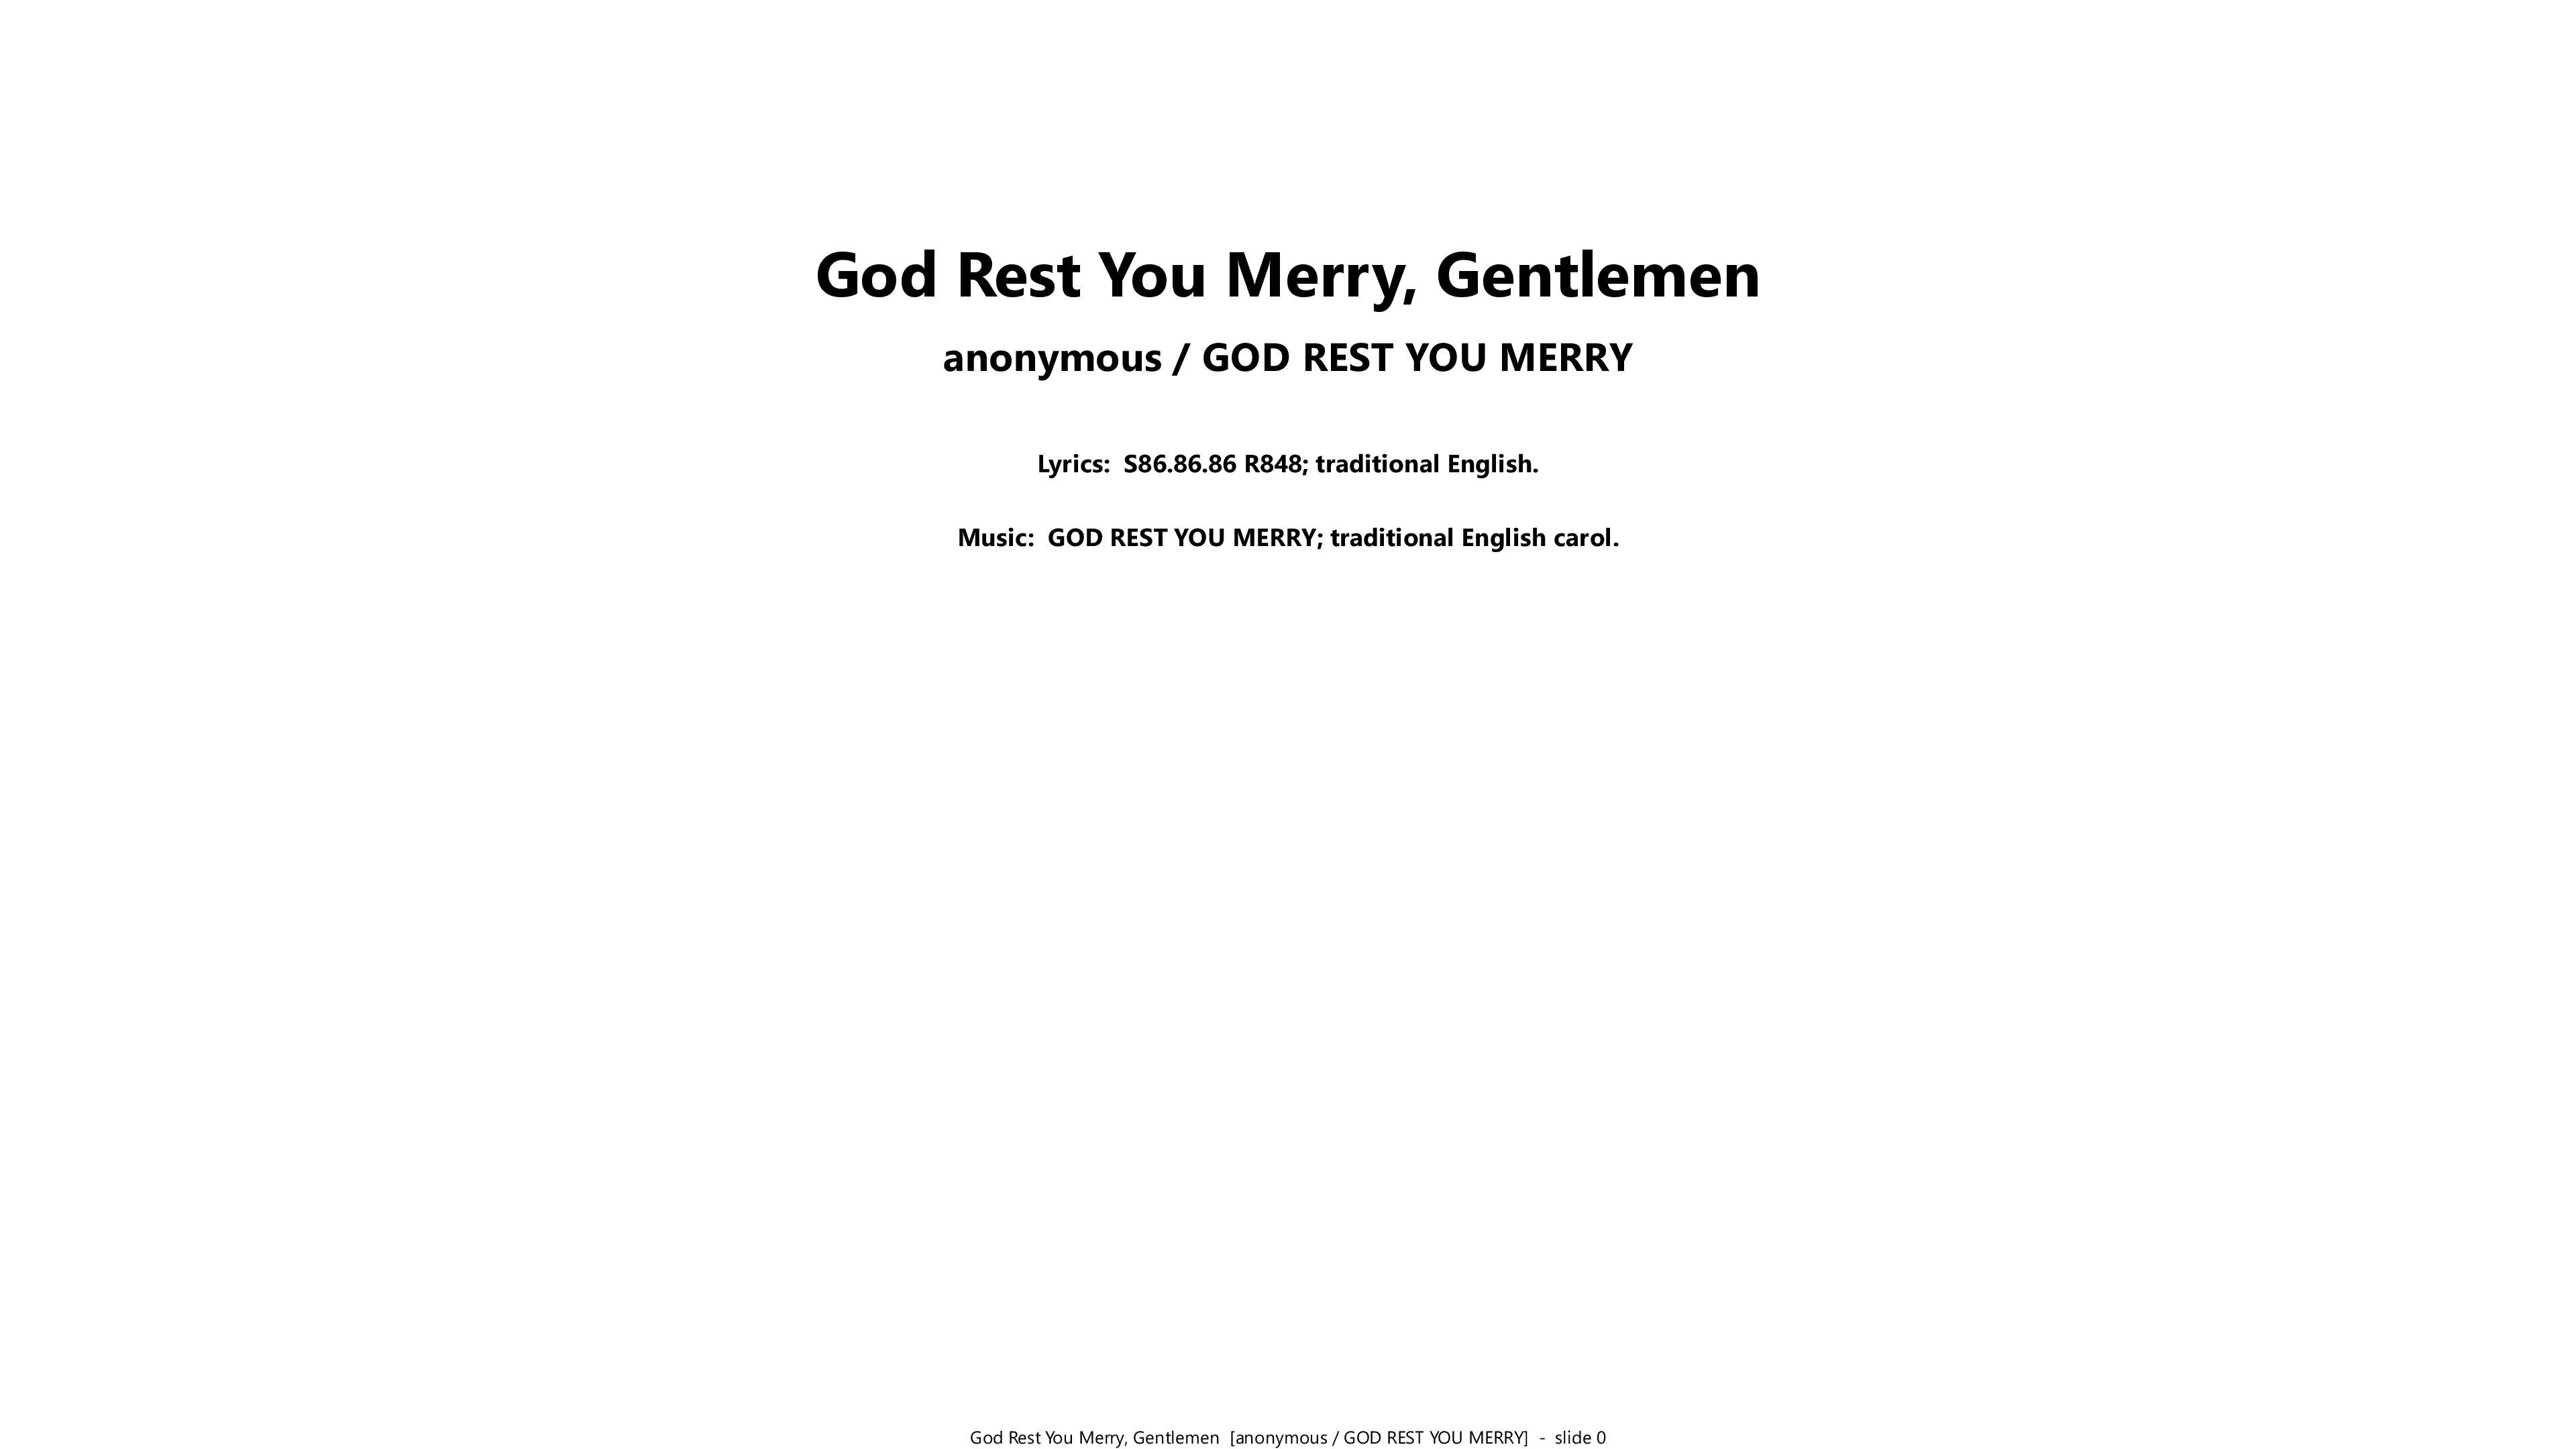 God Rest You Merry, Gentlemen
anonymous / GOD REST YOU MERRY
Lyrics:  S86.86.86 R848; traditional English.
Music:  GOD REST YOU MERRY; traditional English carol.
God Rest You Merry, Gentlemen  [anonymous / GOD REST YOU MERRY]  -  slide 0